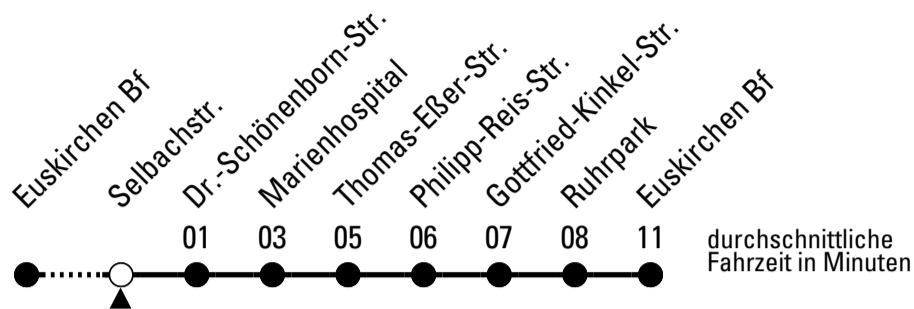 Euskirchen Bf
Selbachstr.
Dr.-Schönenborn-Str.
Marienhospital
Thomas-Eßer-Str.
Philipp-Reis-Str.
Gottfried-Kinkel-Str.
Ruhrpark
Euskirchen Bf
01 03 05 06 07 08 11
durchschnittliche
Fahrzeit in Minuten